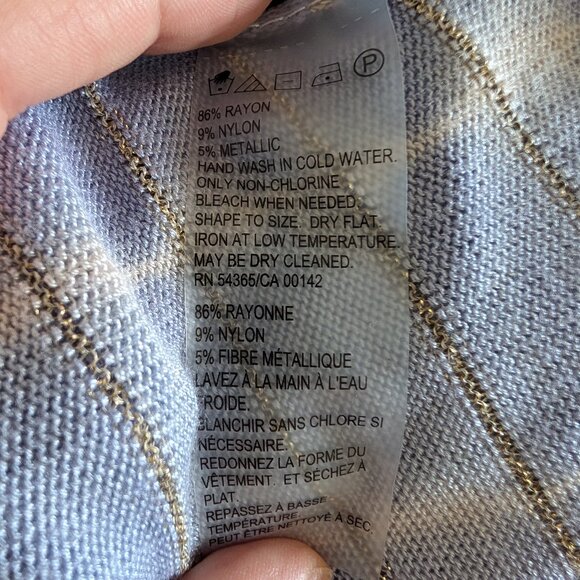 P
86% RAYON
9% NYLON
5% METALLIC
HAND WASH IN COLD WATER.
ONLY NON-CHLORINE
BLEACH WHEN NEEDED.
SHAPE TO SIZE. DRY FLAT.
IRON AT LOW TEMPERATURE.
MAY BE DRY CLEANED.
RN 54365/CA 00142
86% RAYONNE
9% NYLON
5% FIBRE MÉTALLIQUE
LAVEZ À LA MAIN À L'EAU
FROIDE.
BLANCHIR SANS CHLORE SI
NÉCESSAIRE.
REDONNEZ LA FORME DU
VÊTEMENT. ET SÉCHEZ À
PLAT.
REPASSEZ À BASSE
TEMPÉRATURE.
PEUT ÊTRE NETTOYÉ À SEC.